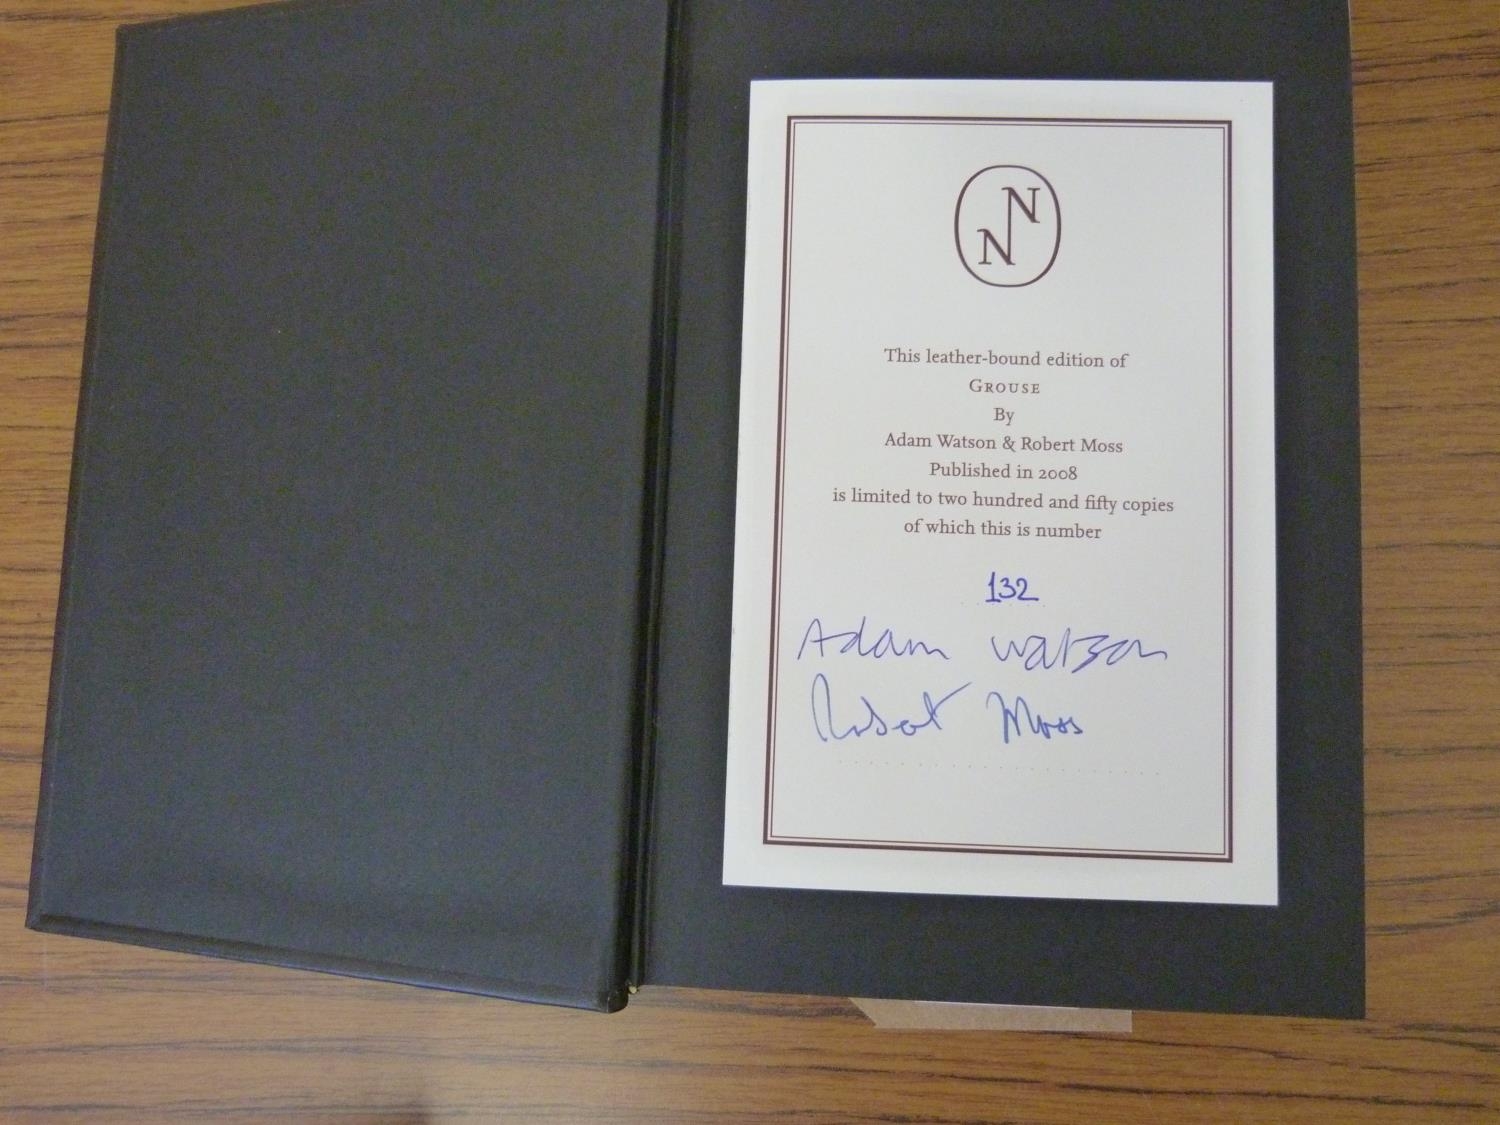 NN
This leather-bound edition of
GROUSE
By
Adam Watson & Robert Moss
Published in 2008
is limited to two hundred and fifty copies
of which this is number
132
Adam Watson
Robert Moss